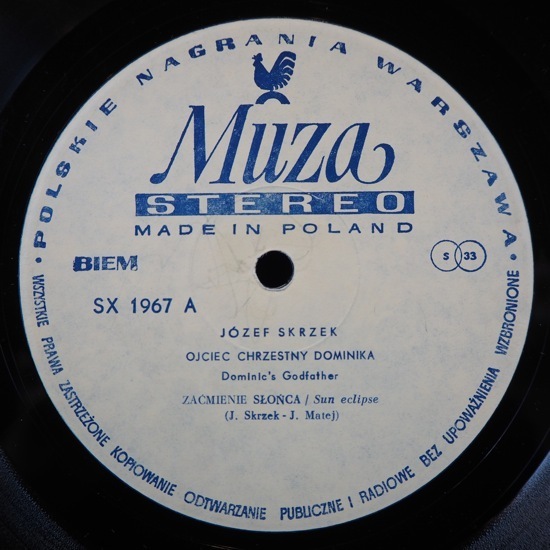 POLSKIE NAGRANIA WARSZAWA
Muza
STEREO
MADE IN POLAND
BIEM
S 33
SX 1967 A
JÓZEF SKRZEK
OJCIEC CHRZESTNY DOMINIKA
Dominic's Godfather
ZAĆMIENIE SŁOŃCA / Sun eclipse
(J. Skrzek - J. Matej)
WSZYSTKIE PRAWA ZASTRZEŻONE KOPIOWANIE ODTWARZANIE PUBLICZNE I RADIOWE BEZ UPOWAŻNIENIA WZBRONIONE